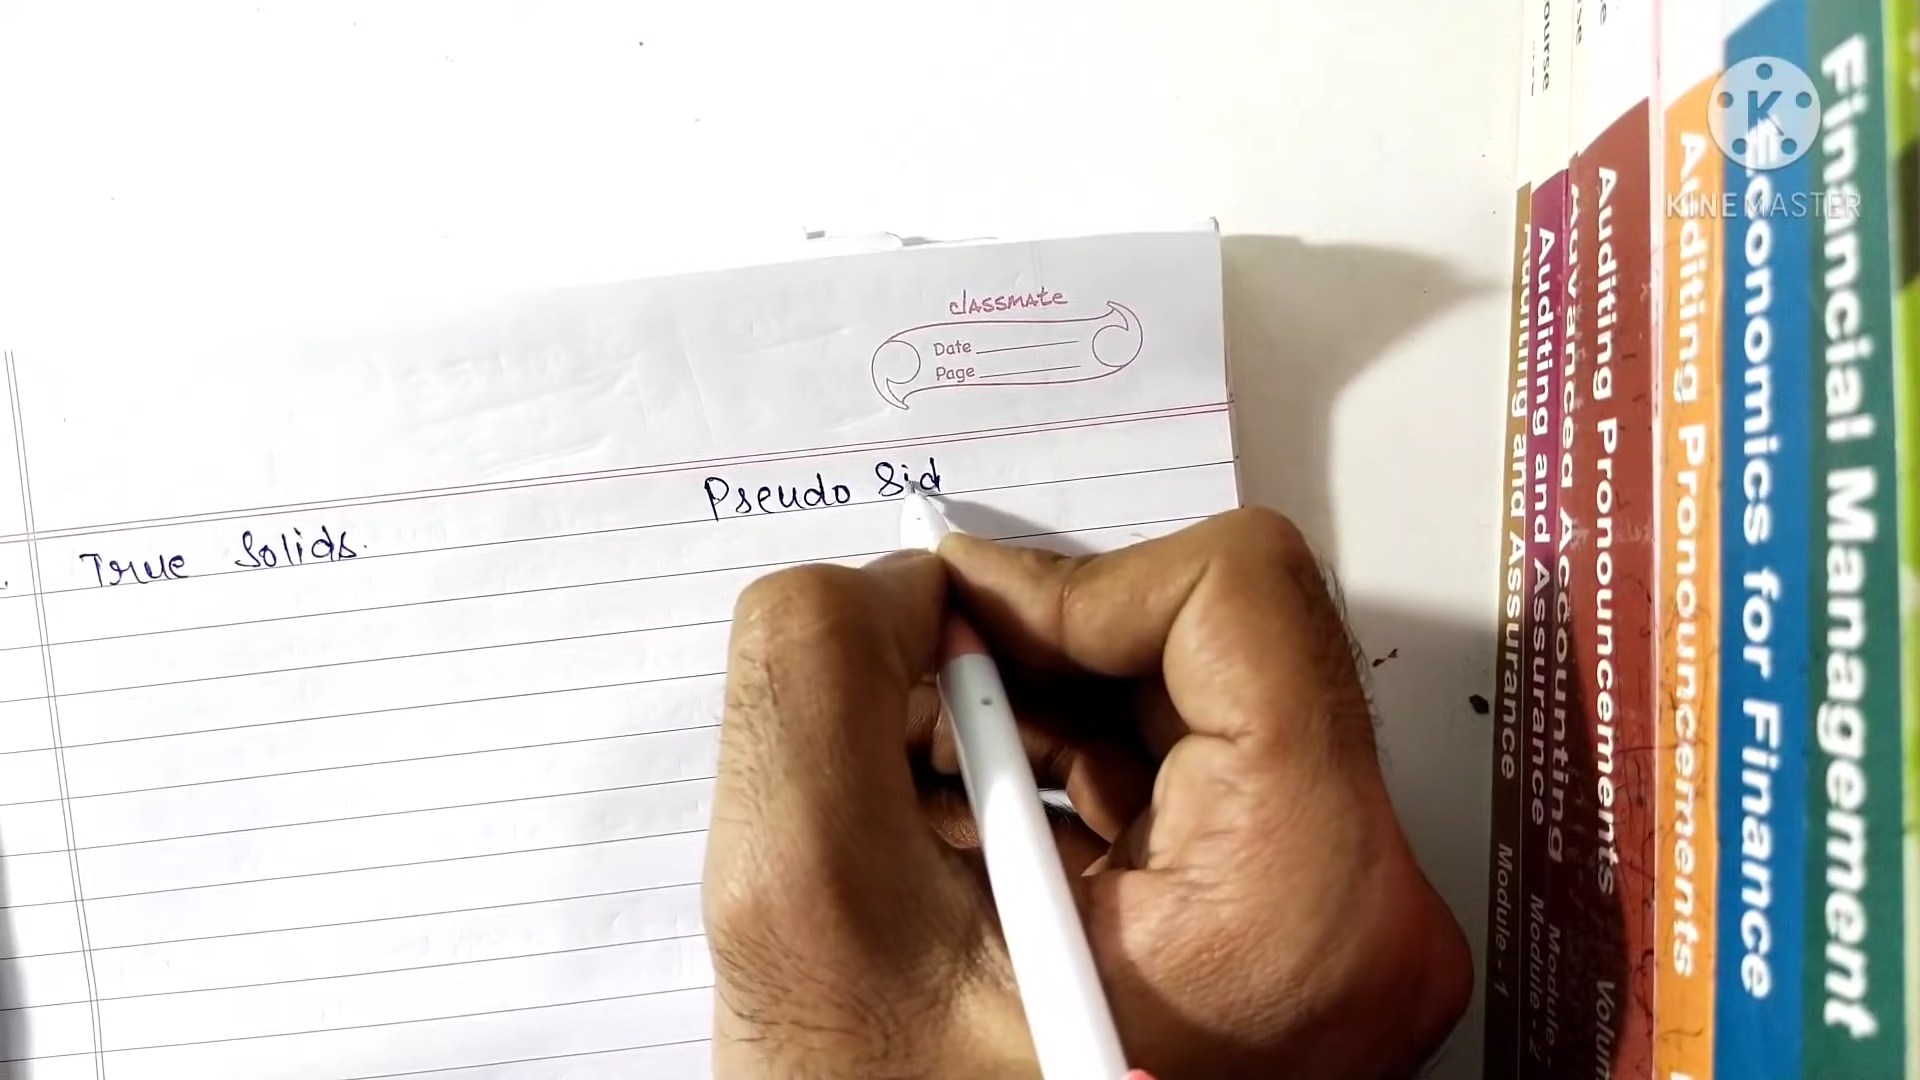 classmate
Date
Page
Pseudo Sid
True Solids.
KINEMASTER
Financial Management
Economics for Finance
Auditing Pronouncements
Auditing Pronouncements
Advanced Accounting Module -
Auditing and Assurance Module - 2
Auditing and Assurance Module - 1